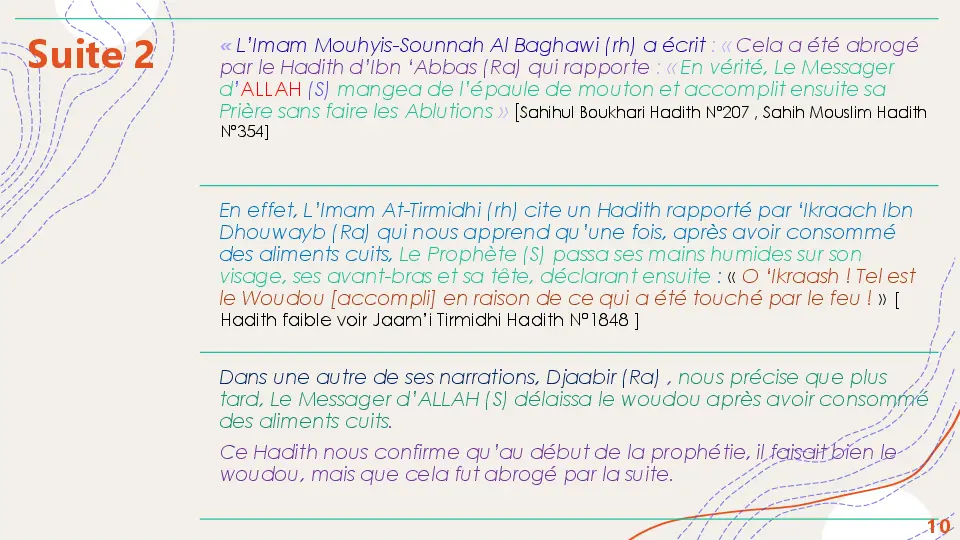 Suite 2
« L’Imam Mouhyis-Sounnah Al Baghawi (rh) a écrit : « Cela a été abrogé
par le Hadith d’Ibn ‘Abbas (Ra) qui rapporte : « En vérité, Le Messager
d’ALLAH (S) mangea de l’épaule de mouton et accomplit ensuite sa
Prière sans faire les Ablutions » [Sahihul Boukhari Hadith N°207 , Sahih Mouslim Hadith
N°354]
En effet, L’Imam At-Tirmidhi (rh) cite un Hadith rapporté par ‘Ikraach Ibn
Dhouwayb (Ra) qui nous apprend qu’une fois, après avoir consommé
des aliments cuits, Le Prophète (S) passa ses mains humides sur son
visage, ses avant-bras et sa tête, déclarant ensuite : « O ‘Ikraash ! Tel est
le Woudou [accompli] en raison de ce qui a été touché par le feu ! » [
Hadith faible voir Jaam’i Tirmidhi Hadith N°1848 ]
Dans une autre de ses narrations, Djaabir (Ra) , nous précise que plus
tard, Le Messager d’ALLAH (S) délaissa le woudou après avoir consommé
des aliments cuits.
Ce Hadith nous confirme qu’au début de la prophétie, il faisait bien le
woudou, mais que cela fut abrogé par la suite.
10